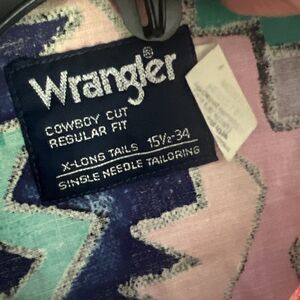 Wrangler®
COWBOY CUT
REGULAR FIT
X-LONG TAILS 15½-34
SINGLE NEEDLE TAILORING